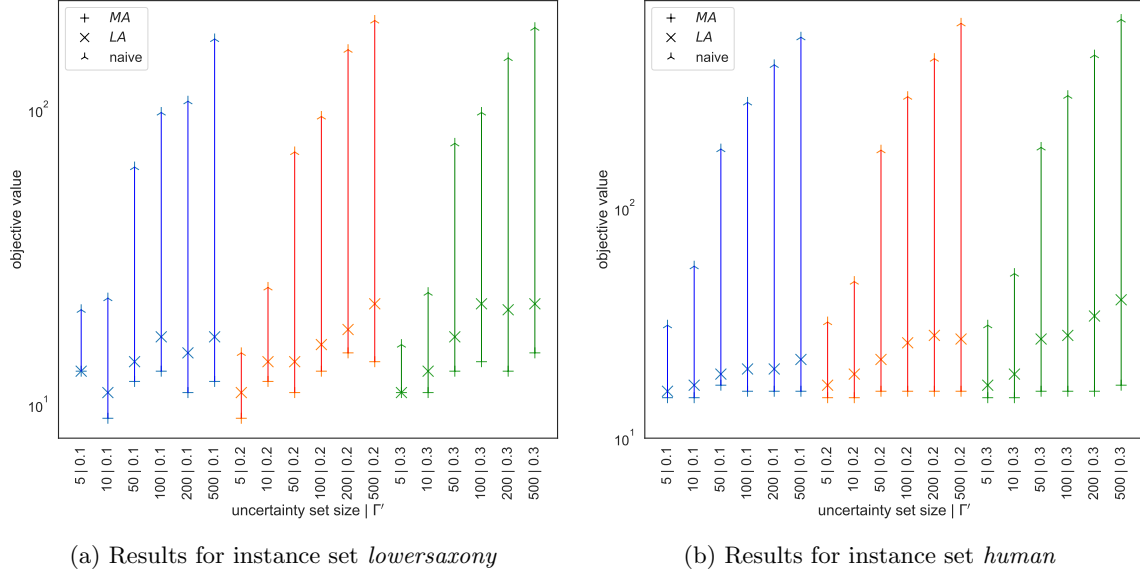 MA
LA
naive
10²
10¹
objective value
5 | 0.1
10 | 0.1
50 | 0.1
100 | 0.1
200 | 0.1
500 | 0.1
5 | 0.2
10 | 0.2
50 | 0.2
100 | 0.2
200 | 0.2
500 | 0.2
5 | 0.3
10 | 0.3
50 | 0.3
100 | 0.3
200 | 0.3
500 | 0.3
uncertainty set size | Γ′
(a) Results for instance set lowersaxony
MA
LA
naive
10²
10¹
objective value
5 | 0.1
10 | 0.1
50 | 0.1
100 | 0.1
200 | 0.1
500 | 0.1
5 | 0.2
10 | 0.2
50 | 0.2
100 | 0.2
200 | 0.2
500 | 0.2
5 | 0.3
10 | 0.3
50 | 0.3
100 | 0.3
200 | 0.3
500 | 0.3
uncertainty set size | Γ′
(b) Results for instance set human